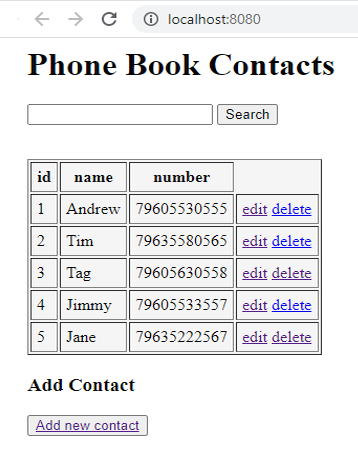 localhost:8080
Phone Book Contacts
Search
id name number
1 Andrew 79605530555 edit delete
2 Tim 79635580565 edit delete
3 Tag 79605630558 edit delete
4 Jimmy 79605533557 edit delete
5 Jane 79635222567 edit delete
Add Contact
Add new contact